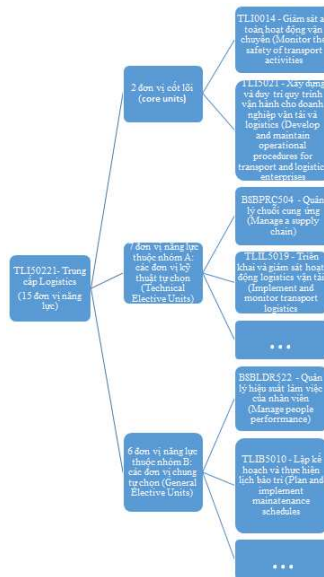 TLI50221- Trung
cấp Logistics
(15 đơn vị năng
lực)
2 đơn vị cốt lõi
(core units)
TLI0014 - Giám sát a
toàn hoạt động vận
chuyển (Monitor the
safety of transport
activities
TLI5021 - Xây dựng
và duy trì quy trình
vận hành cho doanh
nghiệp vận tải và
logistics (Develop
and maintain
operational
procedures for
transport and logistic
enterprises
7 đơn vị năng lực
thuộc nhóm A:
các đơn vị kỹ
thuật tự chọn
(Technical
Elective Units)
BSBPRC504 - Quản
lý chuỗi cung ứng
(Manage a supply
chain)
TLIL5019 - Triển
khai và giám sát hoạt
động logistics vận tải
(Implement and
monitor transport
logistics
...
6 đơn vị năng lực
thuộc nhóm B:
các đơn vị chung
tự chọn (General
Elective Units)
BSBLDR522 - Quản
lý hiệu suất làm việc
của nhân viên
(Manage people
performance)
TLIB5010 - Lập kế
hoạch và thực hiện
lịch bảo trì (Plan and
implement
mainatenance
schedules
...